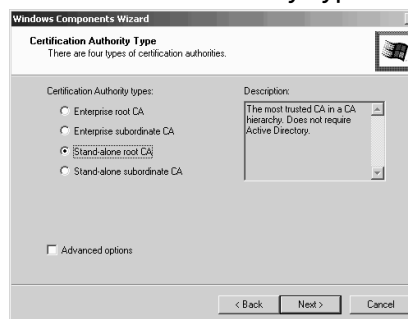 Windows Components Wizard
Certification Authority Type
There are four types of certification authorities.
Certification Authority types:
Enterprise root CA
Enterprise subordinate CA
Stand-alone root CA
Stand-alone subordinate CA
Description:
The most trusted CA in a CA
hierarchy. Does not require
Active Directory.
Advanced options
< Back
Next >
Cancel